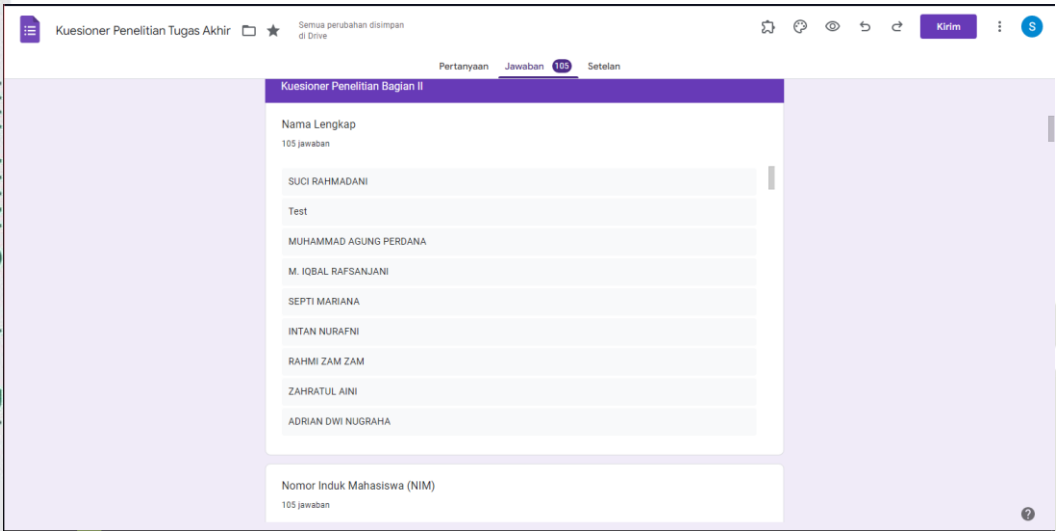 Kuesioner Penelitian Tugas Akhir
Semua perubahan disimpan
di Drive
Kirim
S
Pertanyaan Jawaban 105 Setelan
Kuesioner Penelitian Bagian II
Nama Lengkap
105 jawaban
SUCI RAHMADANI
Test
MUHAMMAD AGUNG PERDANA
M. IQBAL RAFSANJANI
SEPTI MARIANA
INTAN NURAFNI
RAHMI ZAM ZAM
ZAHRATUL AINI
ADRIAN DWI NUGRAHA
Nomor Induk Mahasiswa (NIM)
105 jawaban